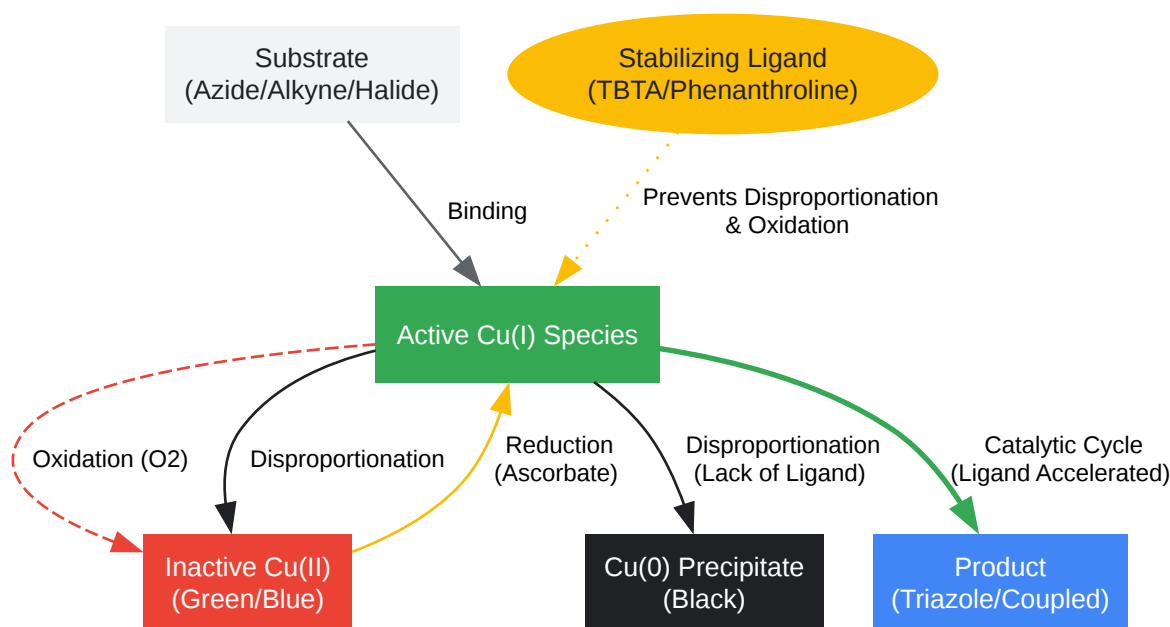 Substrate
(Azide/Alkyne/Halide)
Stabilizing Ligand
(TBTA/Phenanthroline)
Binding
Prevents Disproportionation
& Oxidation
Active Cu(I) Species
Oxidation (O2)
Disproportionation
Reduction
(Ascorbate)
Disproportionation
(Lack of Ligand)
Catalytic Cycle
(Ligand Accelerated)
Inactive Cu(II)
(Green/Blue)
Cu(0) Precipitate
(Black)
Product
(Triazole/Coupled)